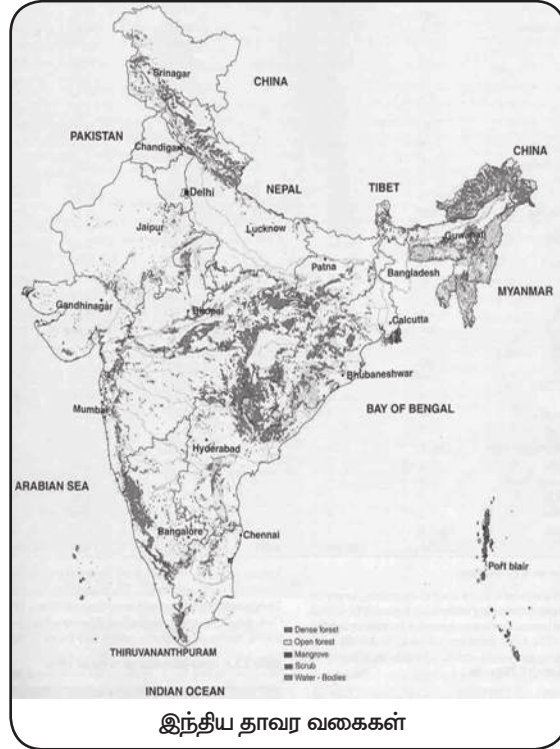 Srinagar
CHINA
PAKISTAN
Chandigarh
CHINA
Delhi
NEPAL
TIBET
Jaipur
Lucknow
Guwahati
Patna
Bangladesh
MYANMAR
Gandhinagar
Bhopal
Calcutta
Bhubaneshwar
Mumbai
BAY OF BENGAL
Hyderabad
ARABIAN SEA
Bangalore
Chennai
Port blair
Dense forest
Open forest
Mangrove
Scrub
Water - Bodies
THIRUVANANTHPURAM
INDIAN OCEAN
இந்திய தாவர வகைகள்